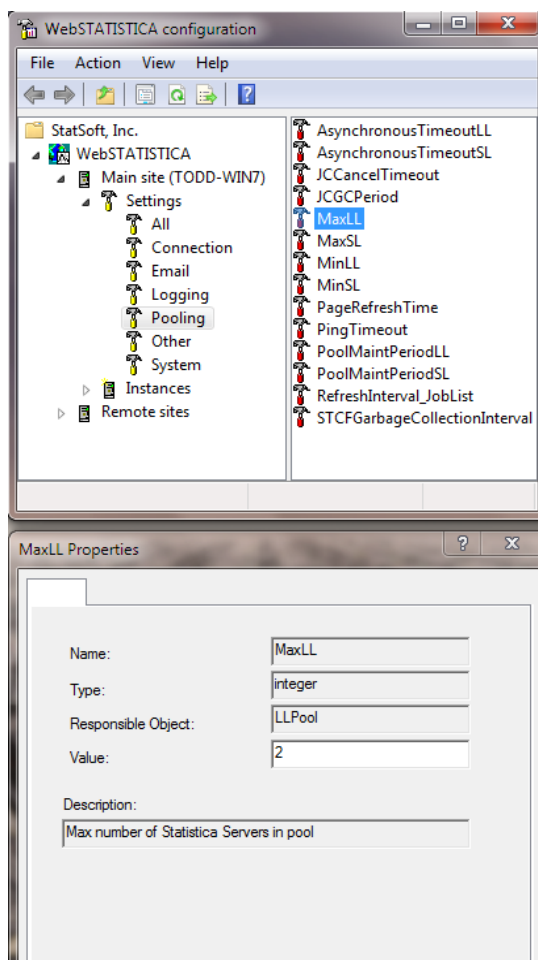 WebSTATISTICA configuration
File Action View Help
StatSoft, Inc.
WebSTATISTICA
Main site (TODD-WIN7)
Settings
All
Connection
Email
Logging
Pooling
Other
System
Instances
Remote sites
AsynchronousTimeoutLL
AsynchronousTimeoutSL
JCCancelTimeout
JCGCPeriod
MaxLL
MaxSL
MinLL
MinSL
PageRefreshTime
PingTimeout
PoolMaintPeriodLL
PoolMaintPeriodSL
RefreshInterval_JobList
STCFGarbageCollectionInterval
MaxLL Properties
Name: MaxLL
Type: integer
Responsible Object: LLPool
Value: 2
Description:
Max number of Statistica Servers in pool